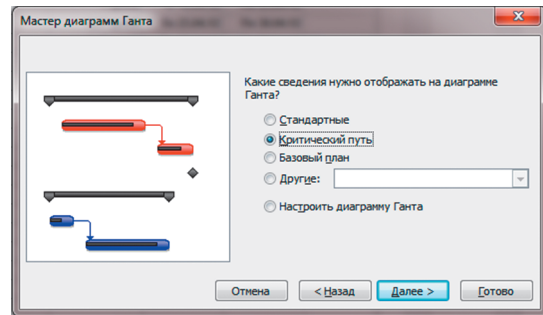 Мастер диаграмм Ганта
Какие сведения нужно отображать на диаграмме
Ганта?
Стандартные
Критический путь
Базовый план
Другие:
Настроить диаграмму Ганта
Отмена
< Назад
Далее >
Готово